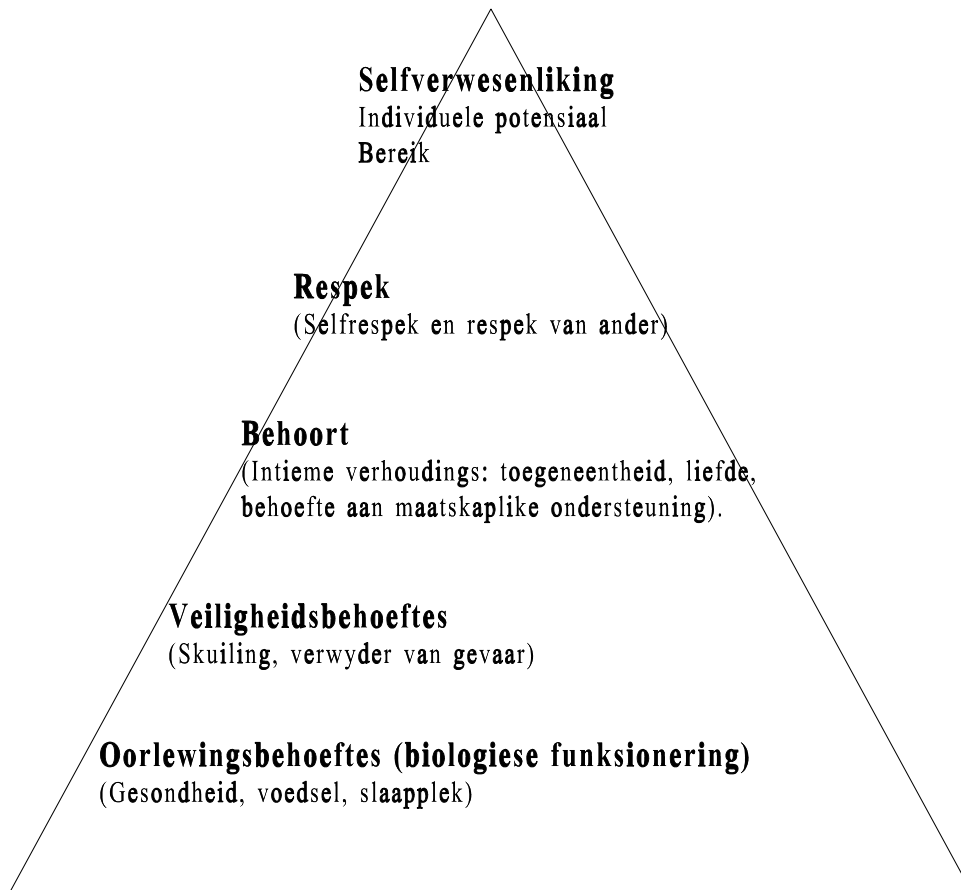 Selfverwesenliking
Individuele potensiaal
Bereik
Respek
(Selfrespek en respek van ander)
Behoort
(Intieme verhoudings: toegeneentheid, liefde,
behoefte aan maatskaplike ondersteuning).
Veiligheidsbehoeftes
(Skuiling, verwyder van gevaar)
Oorlewingsbehoeftes (biologiese funksionering)
(Gesondheid, voedsel, slaapplek)